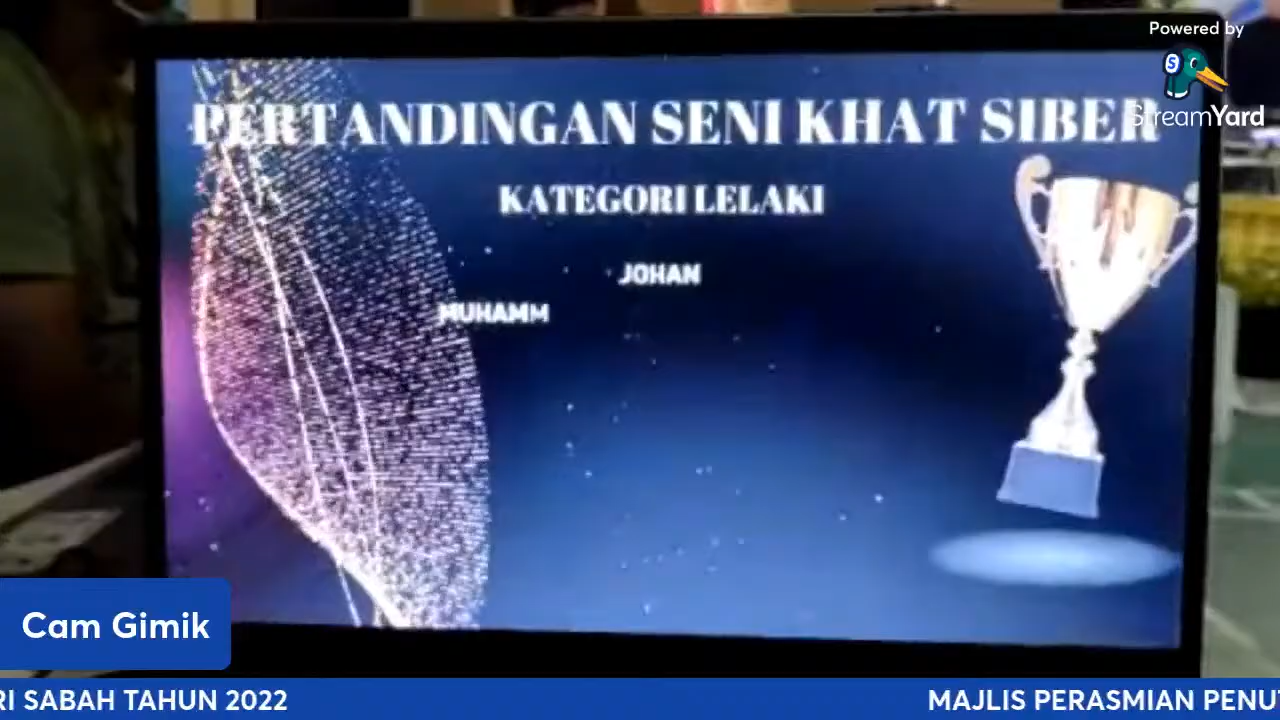 Powered by
StreamYard
PERTANDINGAN SENI KHAT SIBER
KATEGORI LELAKI
JOHAN
MUHAMM
Cam Gimik
RI SABAH TAHUN 2022
MAJLIS PERASMIAN PENUT